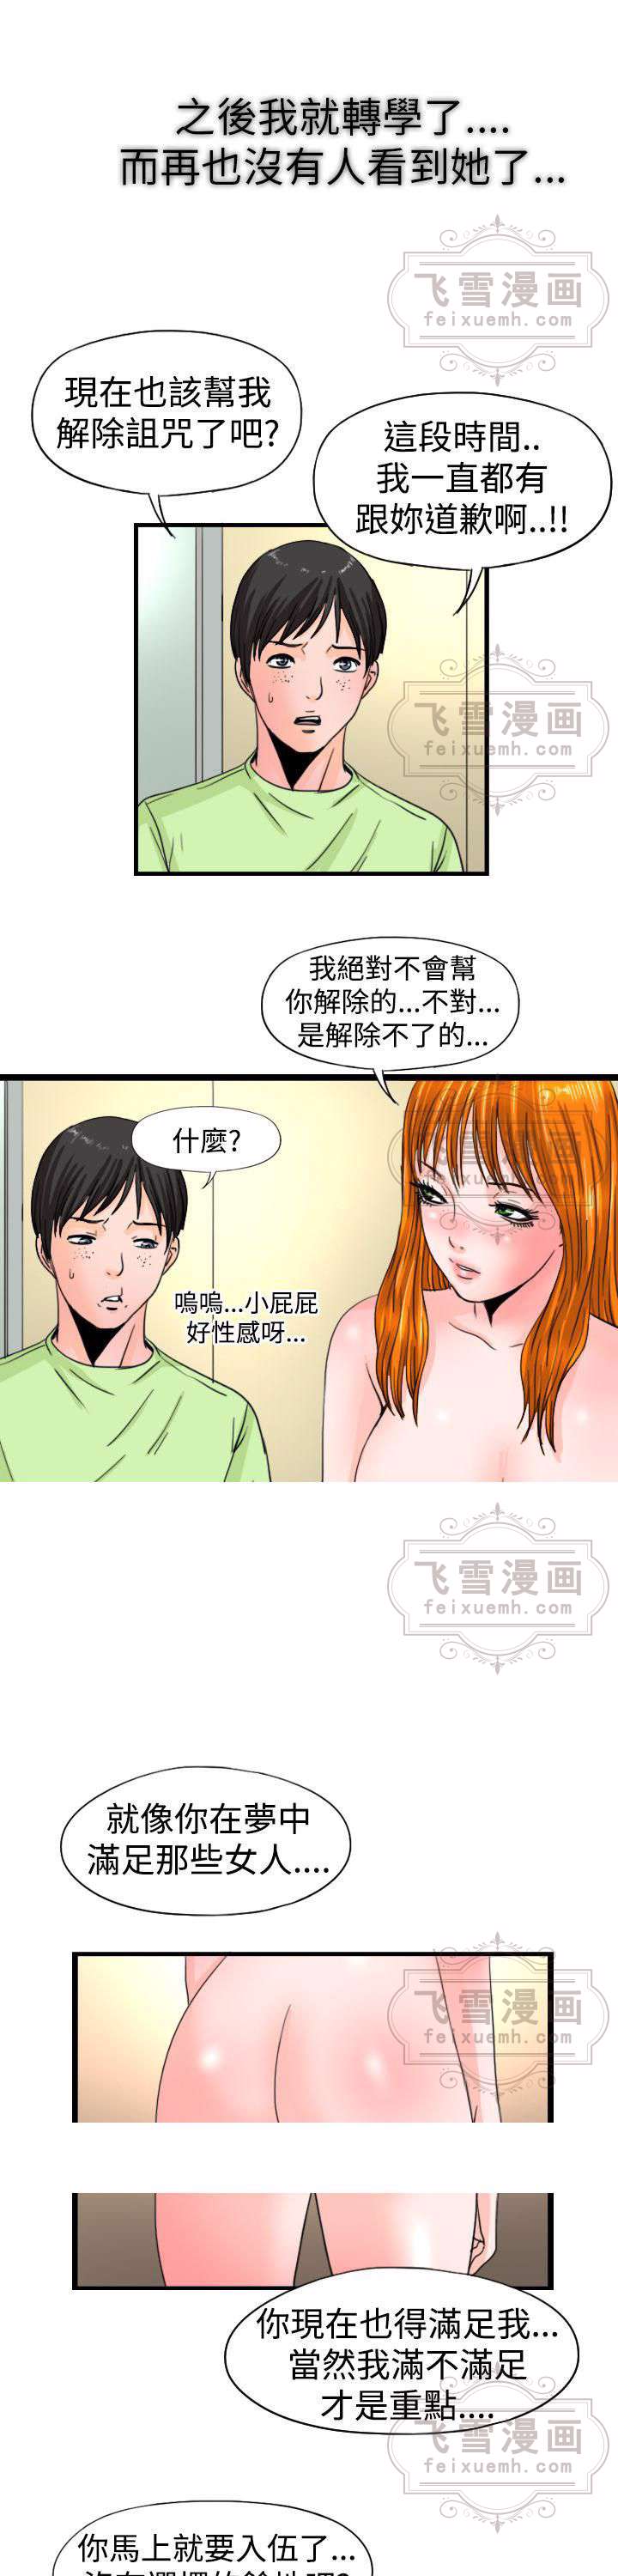 之後我就轉學了....
而再也沒有人看到她了...
飞雪漫画
feixuemh.com
現在也該幫我
解除詛咒了吧?
這段時間..
我一直都有
跟妳道歉啊..!!
飞雪漫画
feixuemh.com
我絕對不會幫
你解除的...不對...
是解除不了的...
什麼?
飞雪漫画
feixuemh.com
嗚嗚...小屁屁
好性感呀...
飞雪漫画
feixuemh.com
就像你在夢中
滿足那些女人....
飞雪漫画
feixuemh.com
你現在也得滿足我...
當然我滿不滿足
才是重點....
飞雪漫画
feixuemh.com
你馬上就要入伍了...